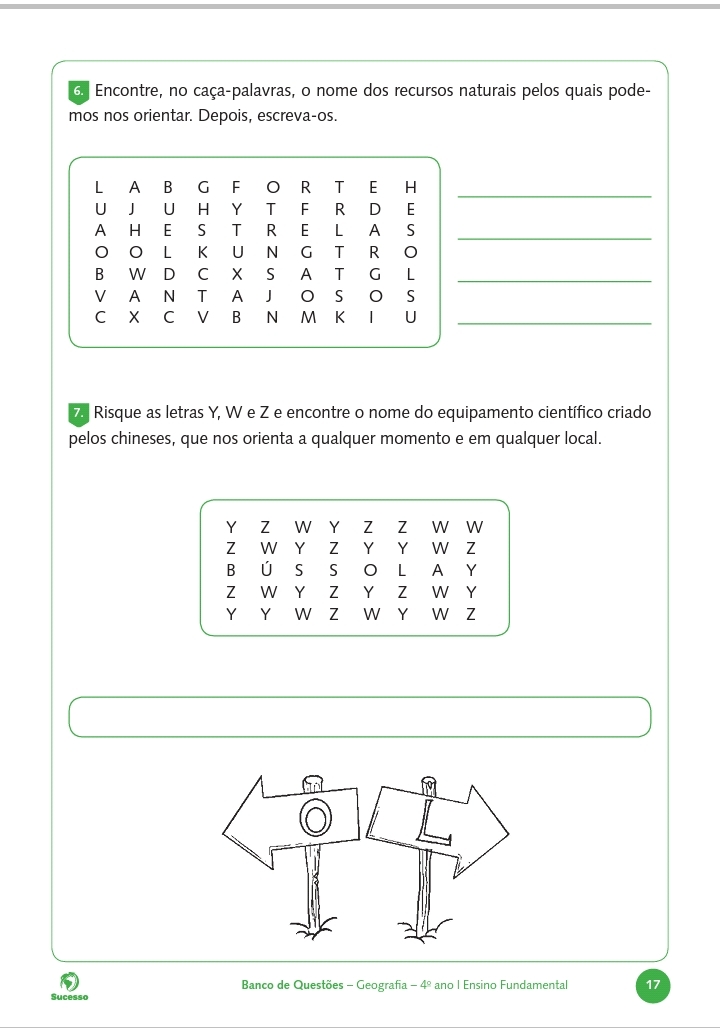 6. Encontre, no caça-palavras, o nome dos recursos naturais pelos quais pode-
mos nos orientar. Depois, escreva-os.
L A B G F O R T E H
U J U H Y T F R D E
A H E S T R E L A S
O O L K U N G T R O
B W D C X S A T G L
V A N T A J O S O S
C X C V B N M K I U
7. Risque as letras Y, W e Z e encontre o nome do equipamento científico criado
pelos chineses, que nos orienta a qualquer momento e em qualquer local.
Y Z W Y Z Z W W
Z W Y Z Y Y W Z
B Ú S S O L A Y
Z W Y Z Y Z W Y
Y Y W Z W Y W Z
O L
Sucesso
Banco de Questões – Geografia – 4º ano I Ensino Fundamental
17